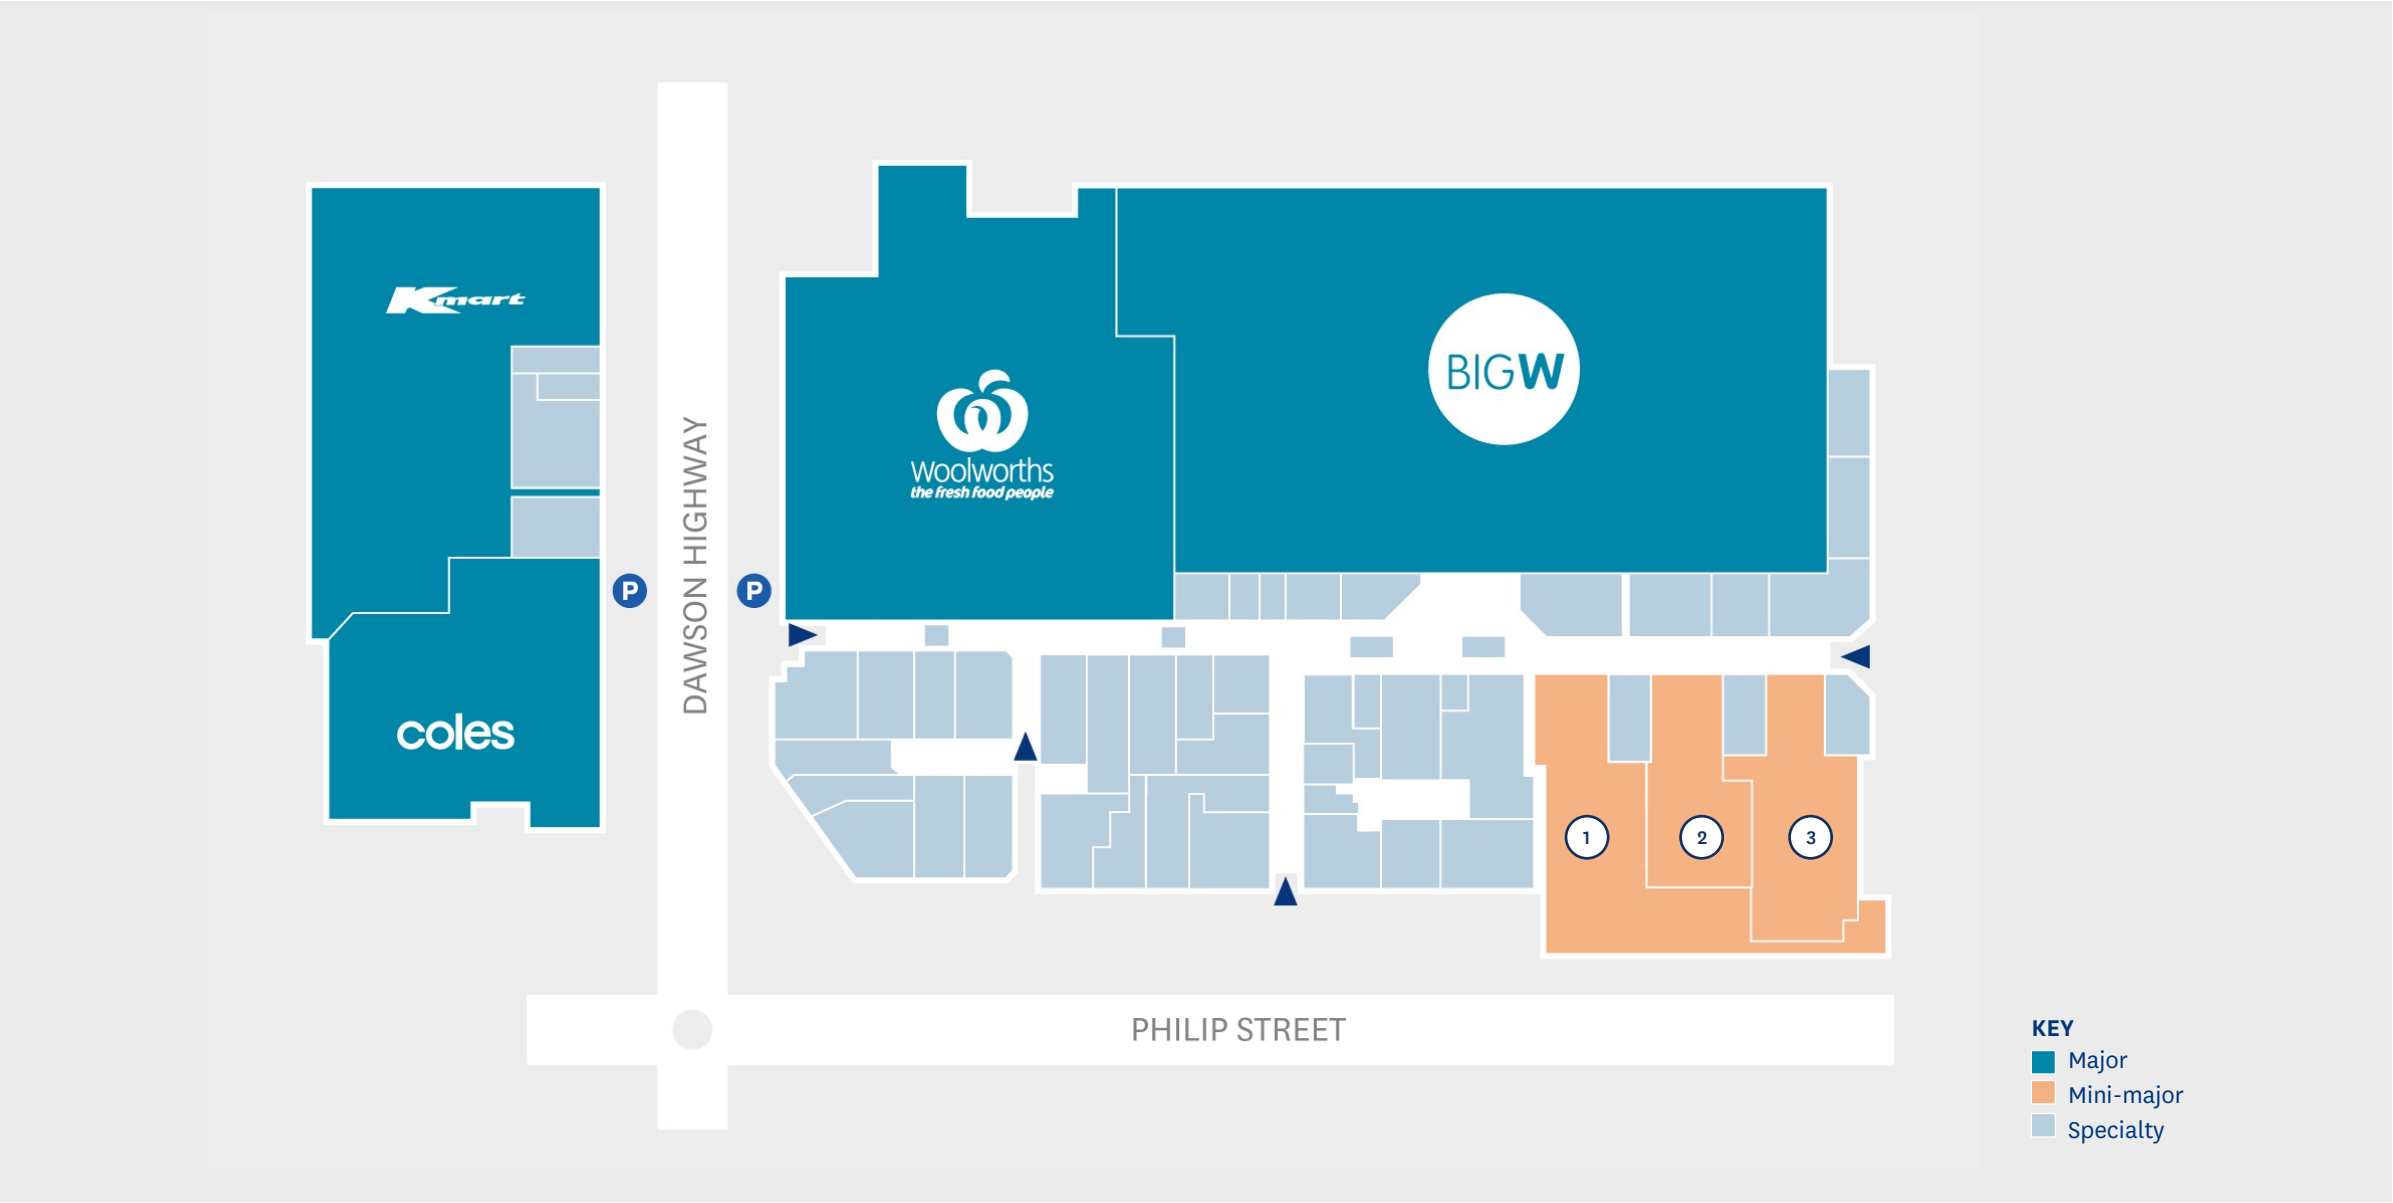 Kmart
BIGW
Woolworths
the fresh food people
DAWSON HIGHWAY
P
P
coles
1
2
3
PHILIP STREET
KEY
Major
Mini-major
Specialty